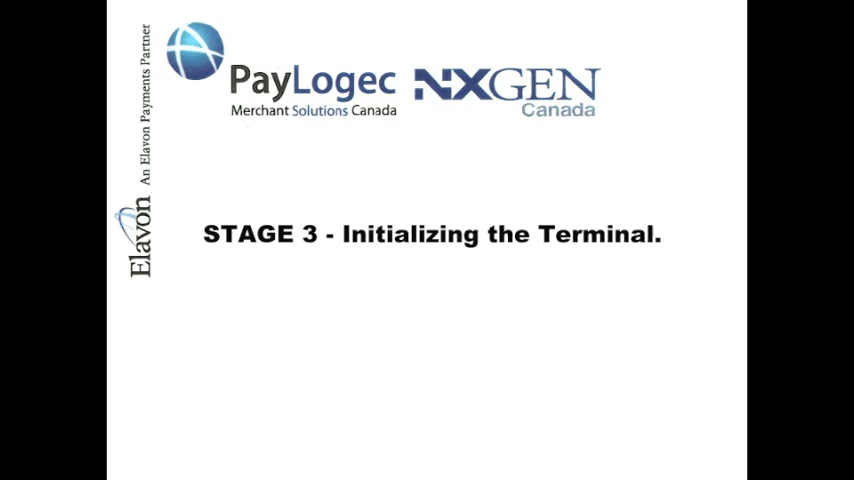 PayLogec
Merchant Solutions Canada
NXGEN
Canada
Elavon An Elavon Payments Partner
STAGE 3 - Initializing the Terminal.